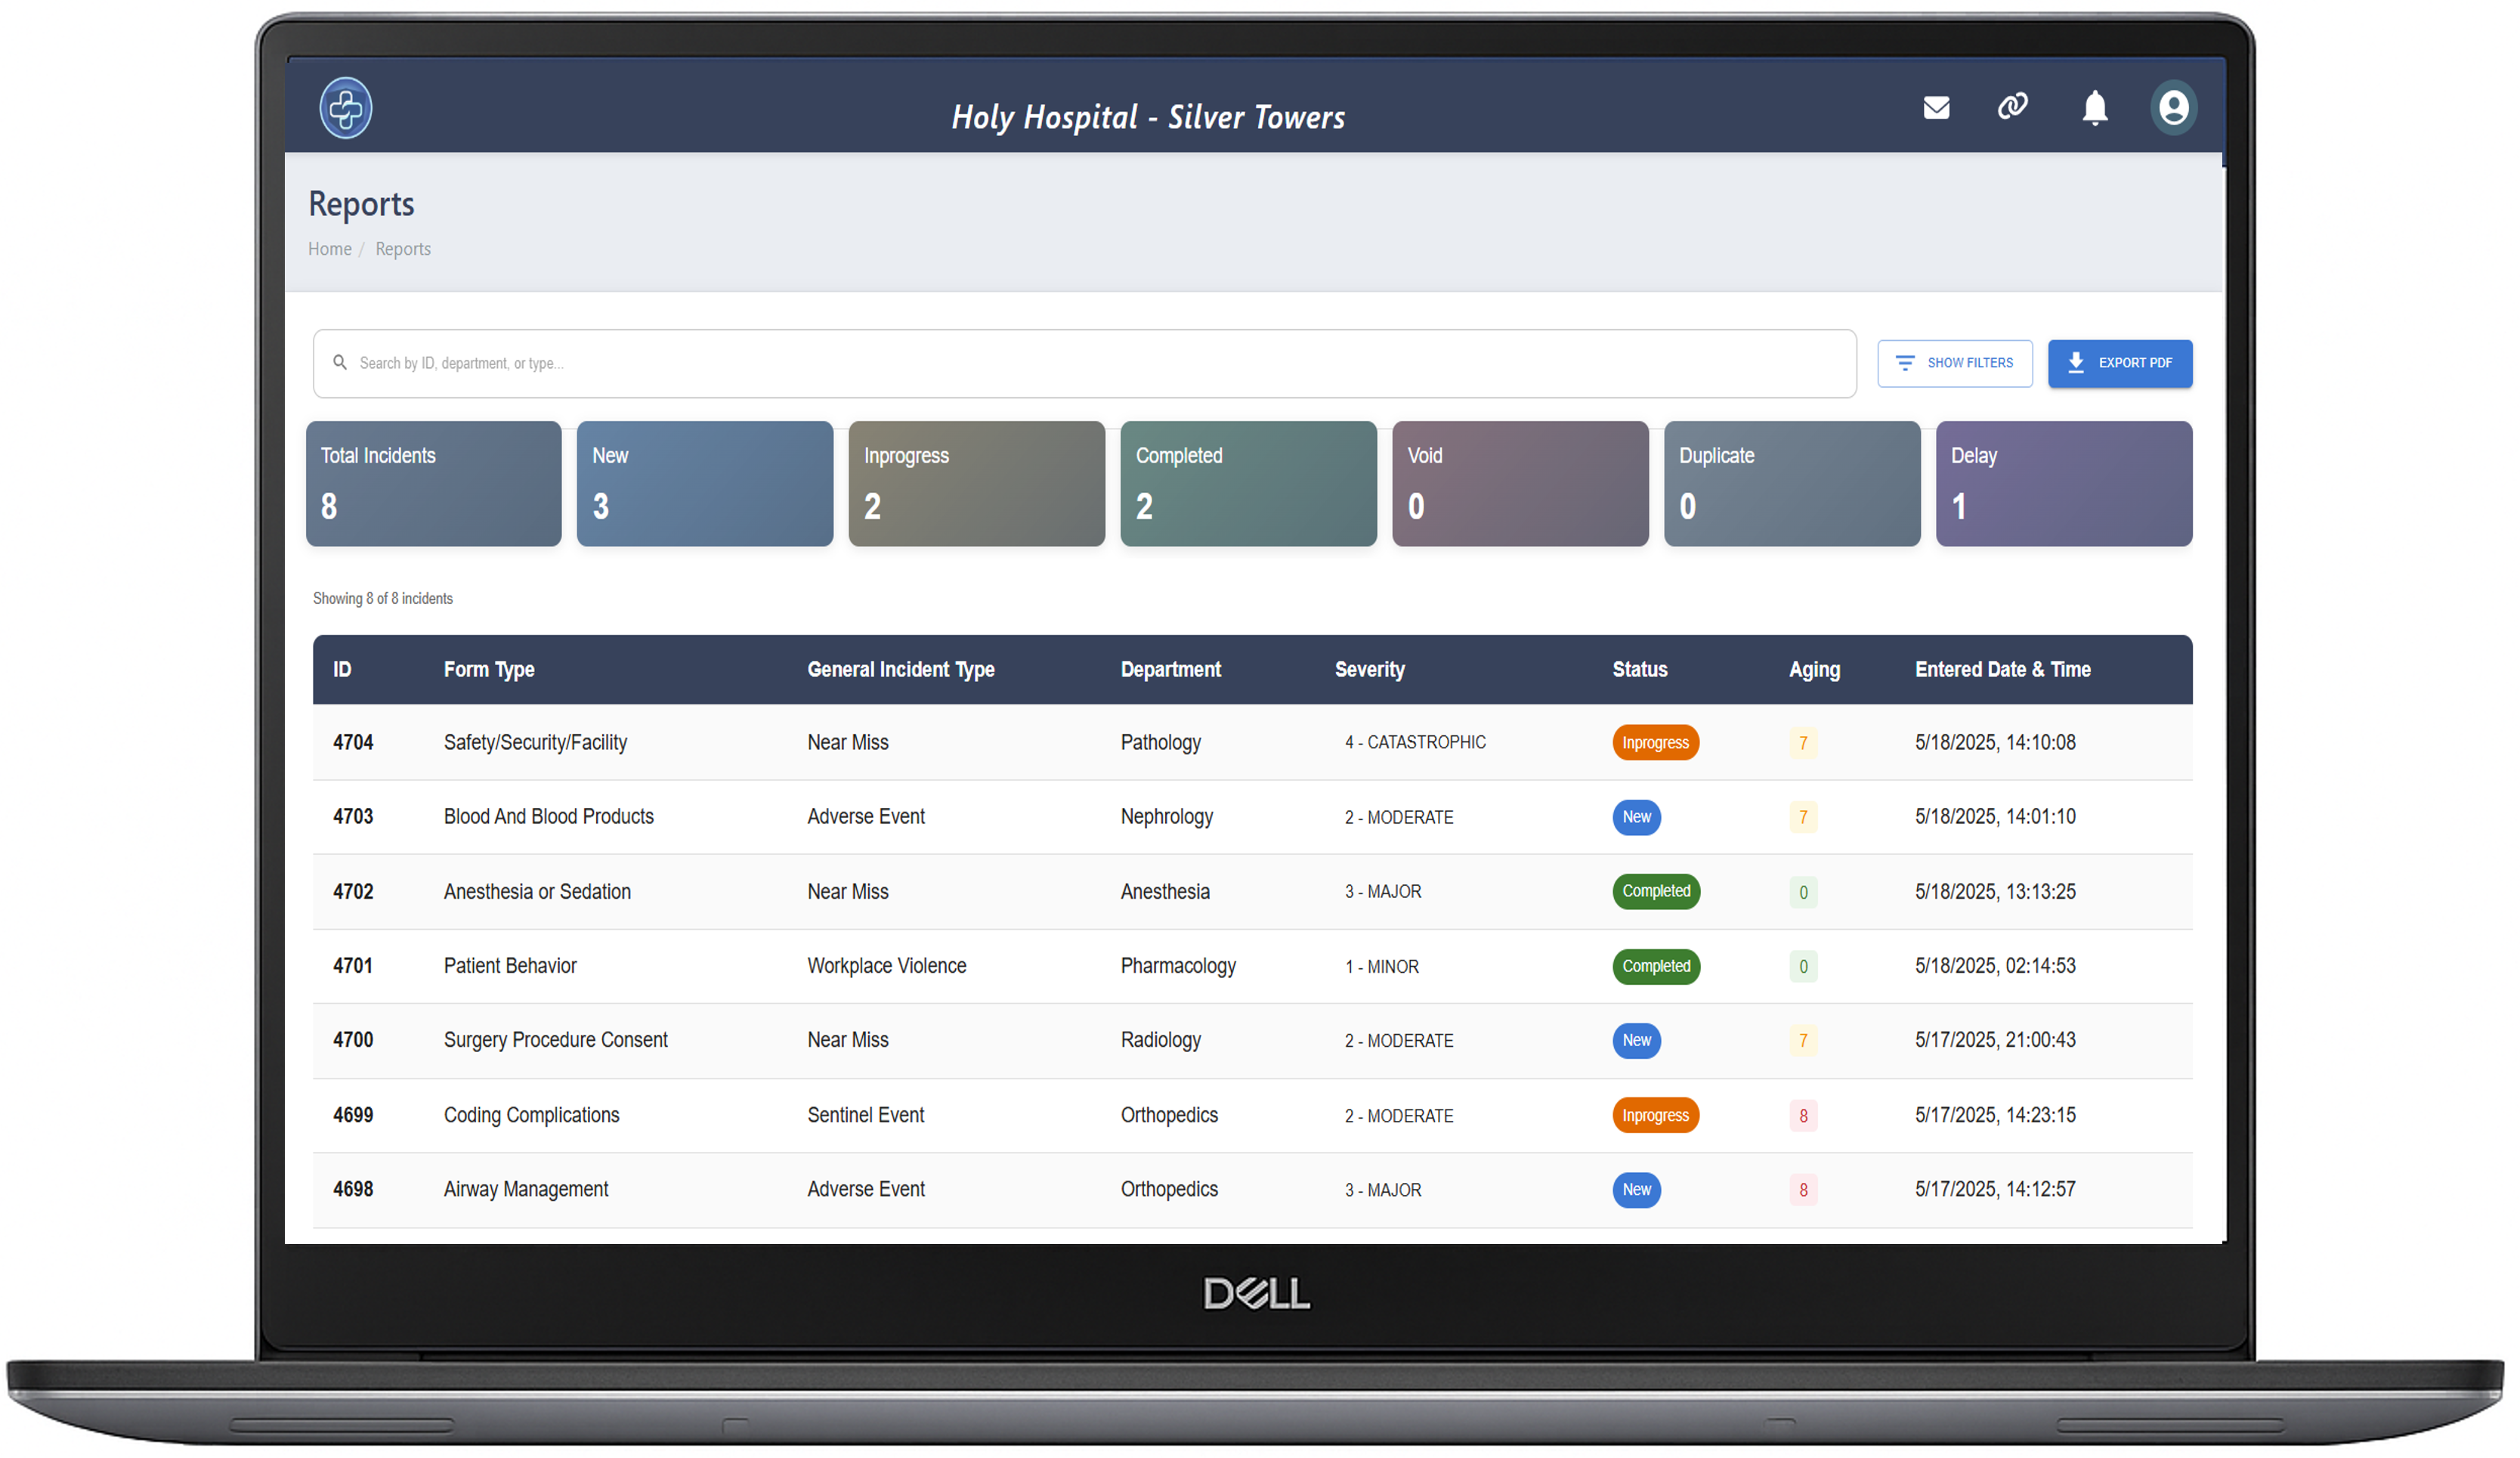 Holy Hospital - Silver Towers
Reports
Home / Reports
Search by ID, department, or type...
SHOW FILTERS
EXPORT PDF
Total Incidents
8
New
3
Inprogress
2
Completed
2
Void
0
Duplicate
0
Delay
1
Showing 8 of 8 incidents
ID Form Type General Incident Type Department Severity Status Aging Entered Date & Time
4704 Safety/Security/Facility Near Miss Pathology 4 - CATASTROPHIC Inprogress 7 5/18/2025, 14:10:08
4703 Blood And Blood Products Adverse Event Nephrology 2 - MODERATE New 7 5/18/2025, 14:01:10
4702 Anesthesia or Sedation Near Miss Anesthesia 3 - MAJOR Completed 0 5/18/2025, 13:13:25
4701 Patient Behavior Workplace Violence Pharmacology 1 - MINOR Completed 0 5/18/2025, 02:14:53
4700 Surgery Procedure Consent Near Miss Radiology 2 - MODERATE New 7 5/17/2025, 21:00:43
4699 Coding Complications Sentinel Event Orthopedics 2 - MODERATE Inprogress 8 5/17/2025, 14:23:15
4698 Airway Management Adverse Event Orthopedics 3 - MAJOR New 8 5/17/2025, 14:12:57
DELL